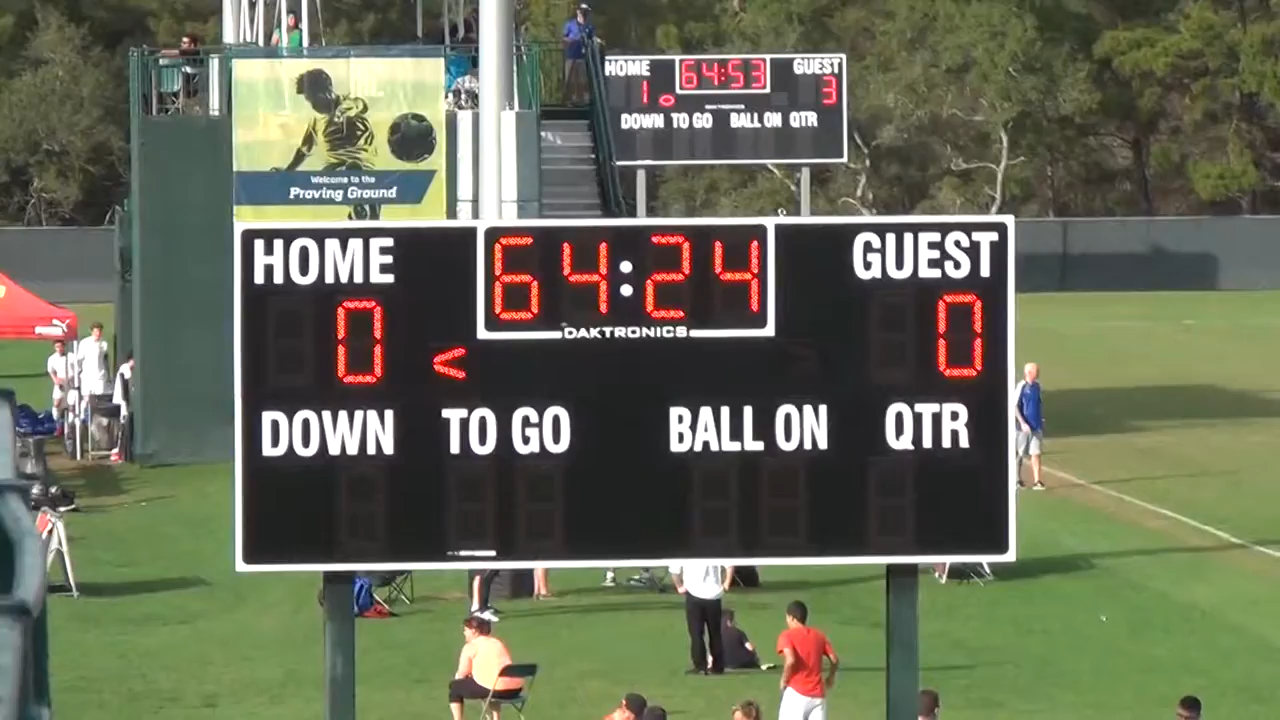 HOME 64:53 GUEST
1 3
DAKTRONICS
DOWN TO GO BALL ON QTR
Welcome to the
Proving Ground
HOME 64:24 GUEST
DAKTRONICS
0 < 0
DOWN TO GO BALL ON QTR